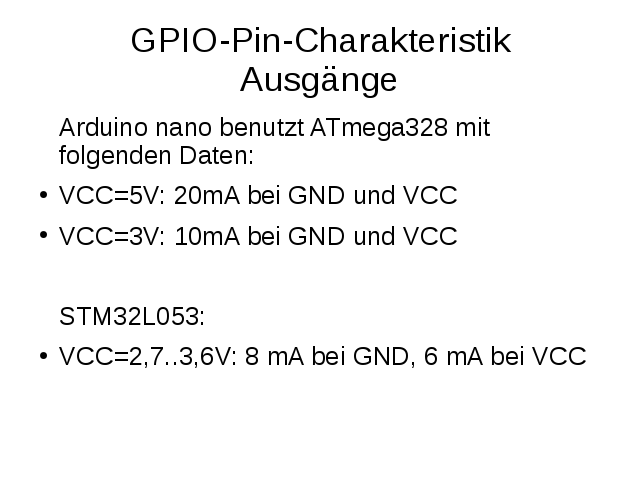 GPIO-Pin-Charakteristik
Ausgänge
Arduino nano benutzt ATmega328 mit
folgenden Daten:
• VCC=5V: 20mA bei GND und VCC
• VCC=3V: 10mA bei GND und VCC
STM32L053:
• VCC=2,7..3,6V: 8 mA bei GND, 6 mA bei VCC